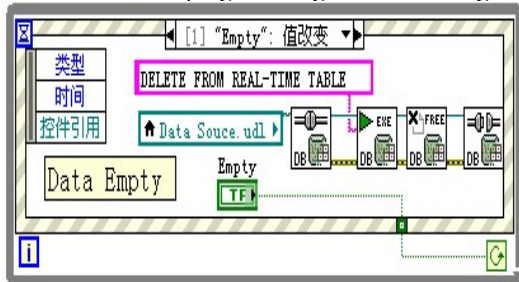 [1] "Empty": 值改变
类型
时间
控件引用
DELETE FROM REAL-TIME TABLE
Data Souce.udl
EXE
FREE
DB
DB
DB
DB
Data Empty
Empty
TF
i